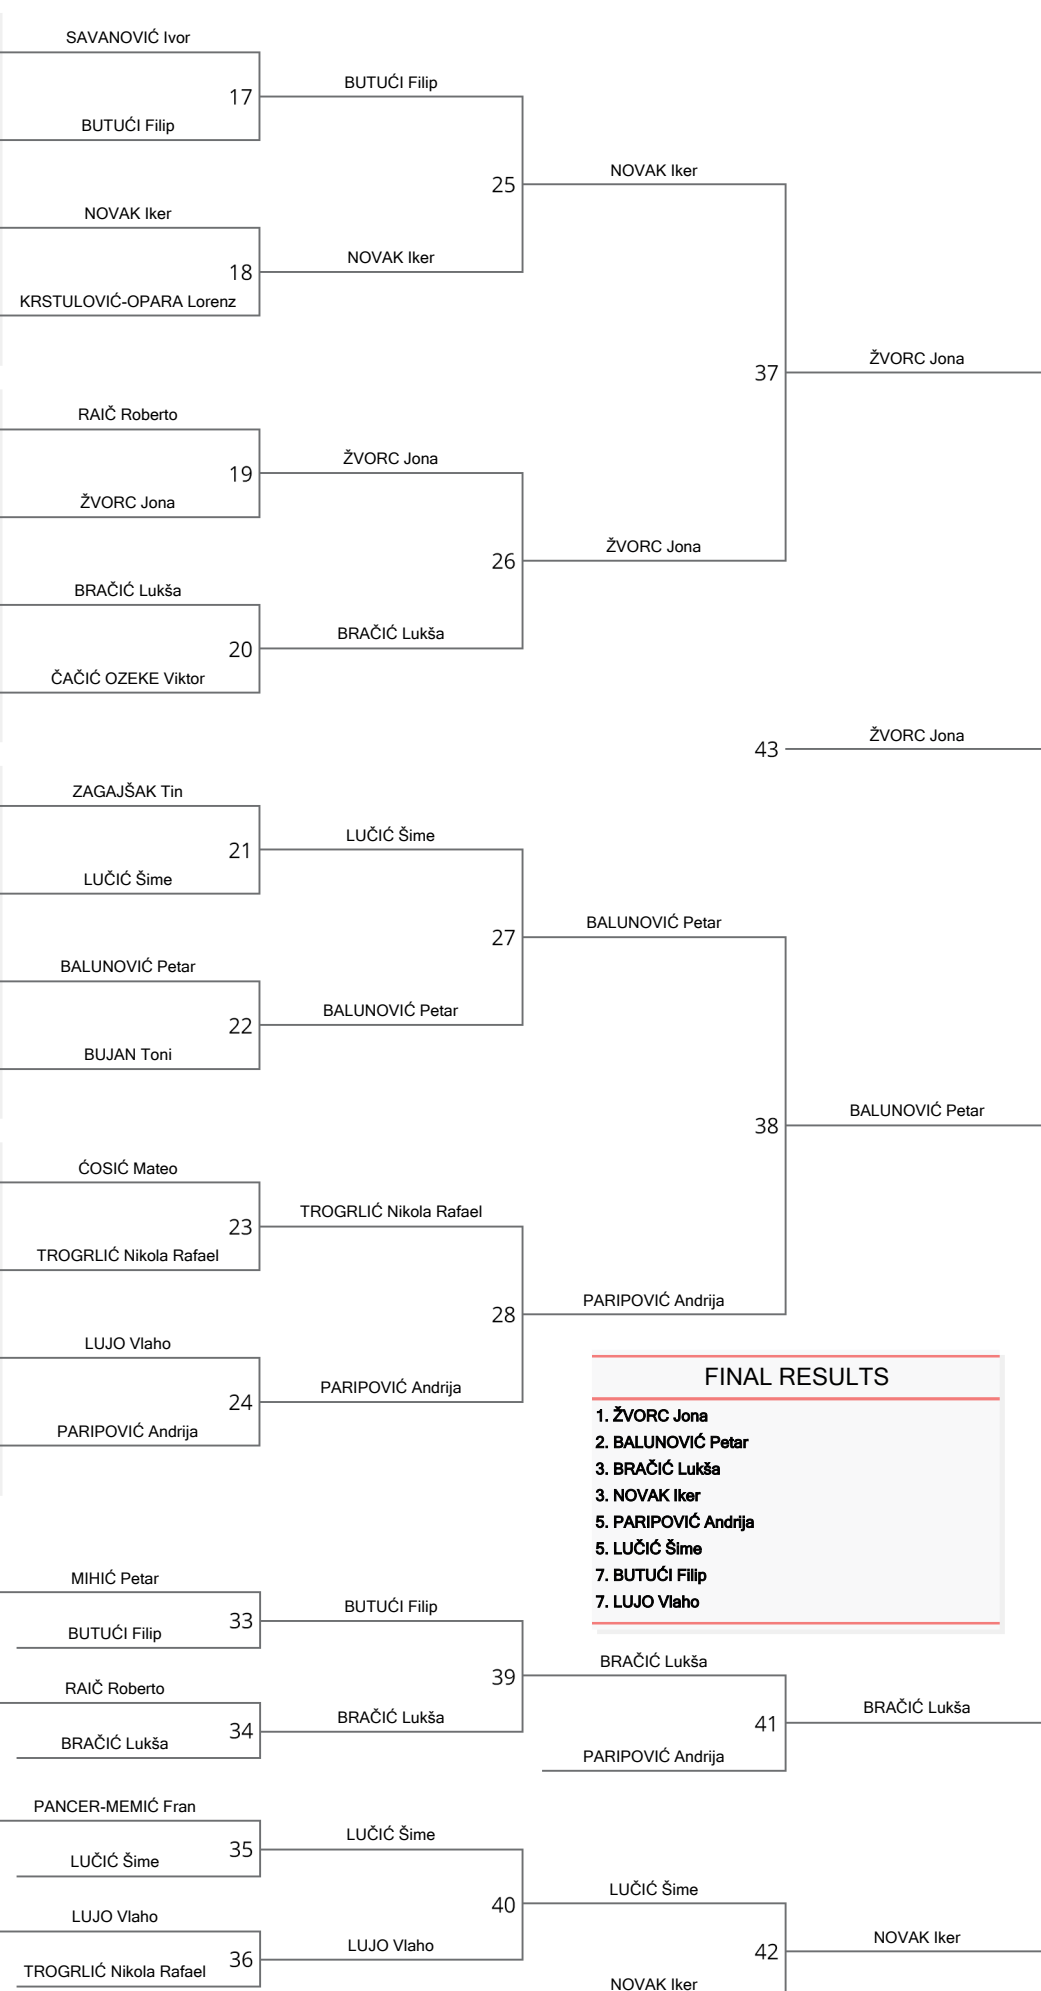 SAVANOVIĆ Ivor
BUTUĆI Filip
17
BUTUĆI Filip
NOVAK Iker
25
NOVAK Iker
NOVAK Iker
18
KRSTULOVIĆ-OPARA Lorenz
ŽVORC Jona
37
RAIČ Roberto
ŽVORC Jona
19
ŽVORC Jona
ŽVORC Jona
26
BRAČIĆ Lukša
BRAČIĆ Lukša
20
ČAČIĆ OZEKE Viktor
ŽVORC Jona
43
ZAGAJŠAK Tin
LUČIĆ Šime
21
LUČIĆ Šime
BALUNOVIĆ Petar
27
BALUNOVIĆ Petar
BALUNOVIĆ Petar
22
BUJAN Toni
BALUNOVIĆ Petar
38
ĆOSIĆ Mateo
TROGRLIĆ Nikola Rafael
23
TROGRLIĆ Nikola Rafael
PARIPOVIĆ Andrija
28
LUJO Vlaho
PARIPOVIĆ Andrija
24
PARIPOVIĆ Andrija
FINAL RESULTS
1. ŽVORC Jona
2. BALUNOVIĆ Petar
3. BRAČIĆ Lukša
3. NOVAK Iker
5. PARIPOVIĆ Andrija
5. LUČIĆ Šime
7. BUTUĆI Filip
7. LUJO Vlaho
MIHIĆ Petar
BUTUĆI Filip
33
BUTUĆI Filip
BRAČIĆ Lukša
39
RAIČ Roberto
BRAČIĆ Lukša
34
BRAČIĆ Lukša
BRAČIĆ Lukša
41
PARIPOVIĆ Andrija
PANCER-MEMIĆ Fran
LUČIĆ Šime
35
LUČIĆ Šime
LUČIĆ Šime
40
LUJO Vlaho
LUJO Vlaho
36
TROGRLIĆ Nikola Rafael
NOVAK Iker
42
NOVAK Iker